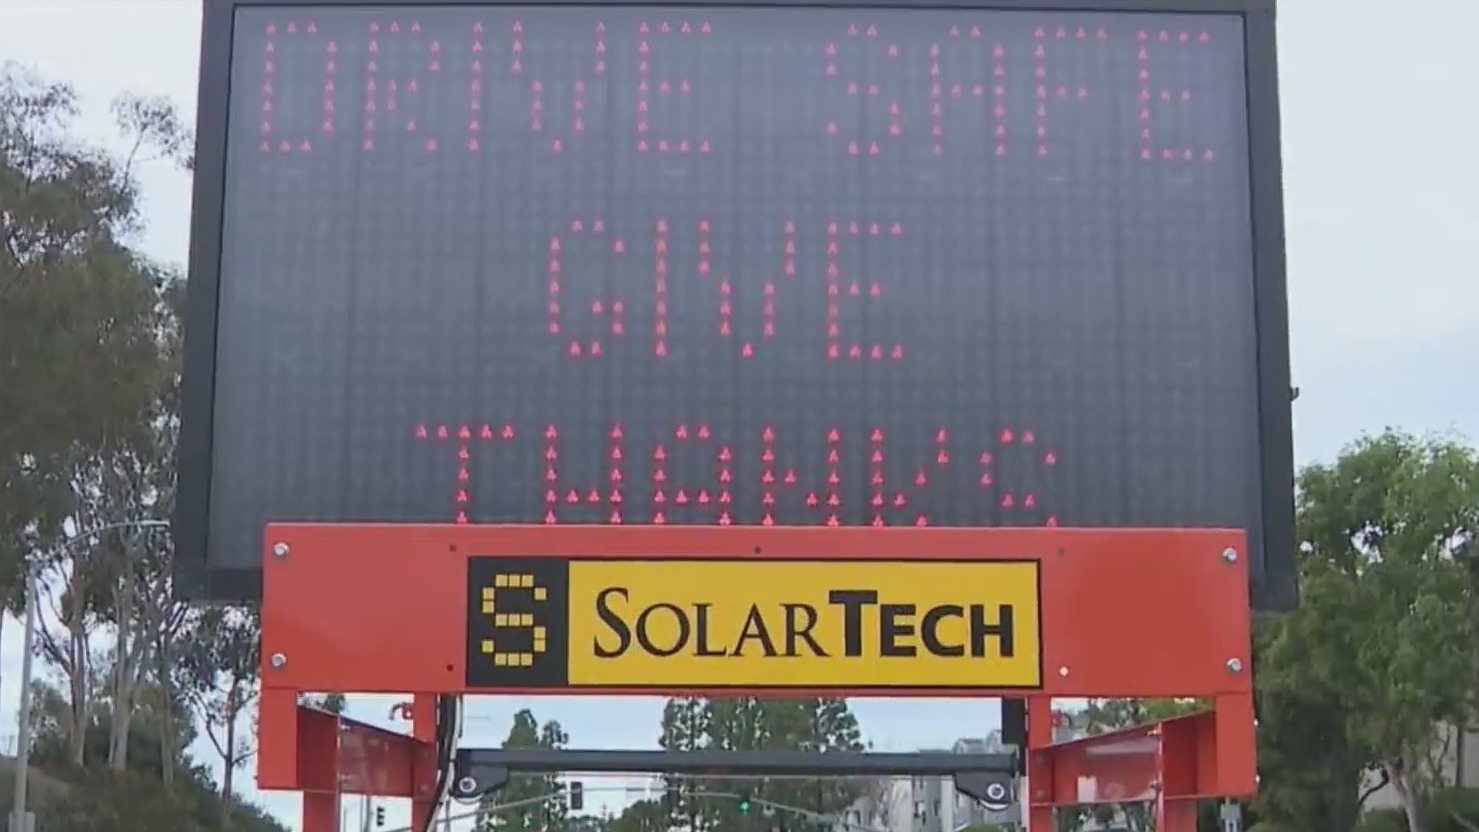 DRIVE SAFE
GIVE
THANKS
S SOLARTECH